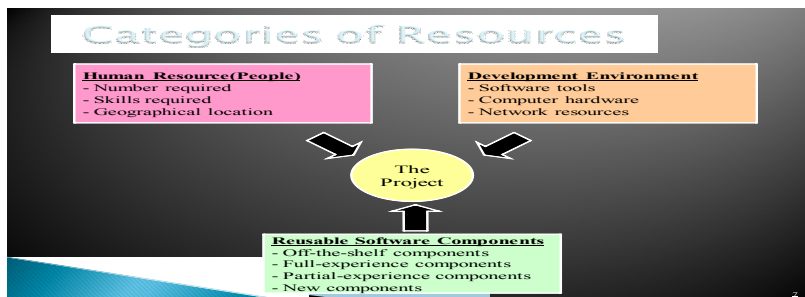 Categories of Resources
Human Resource(People)
- Number required
- Skills required
- Geographical location
Development Environment
- Software tools
- Computer hardware
- Network resources
The
Project
Reusable Software Components
- Off-the-shelf components
- Full-experience components
- Partial-experience components
- New components